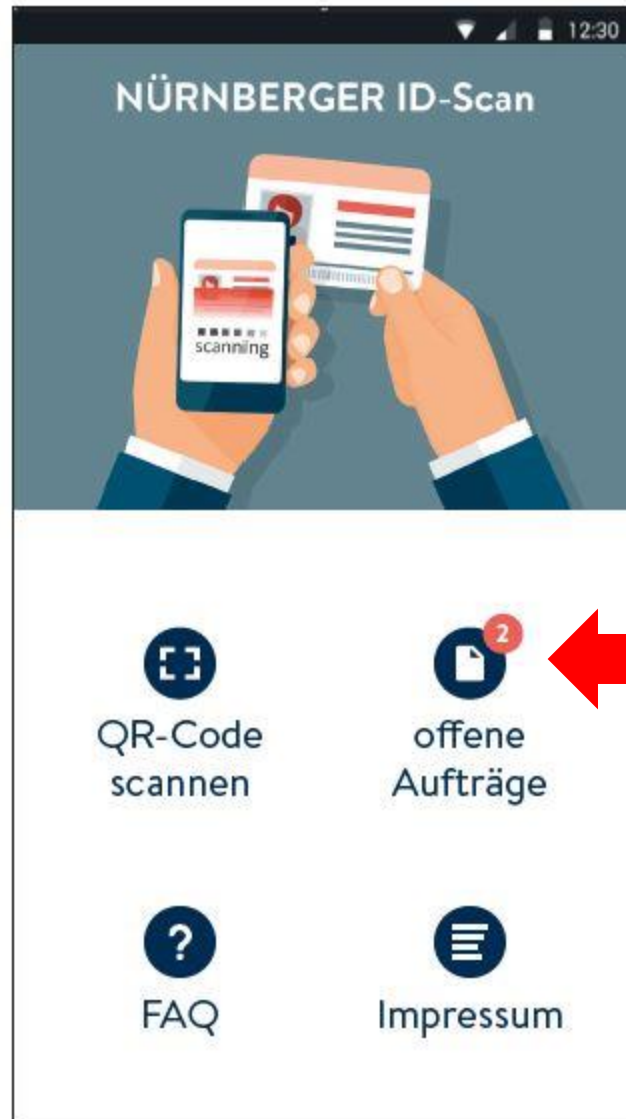 12:30
NÜRNBERGER ID-Scan
scanning
2
QR-Code
scannen
offene
Aufträge
?
FAQ
Impressum